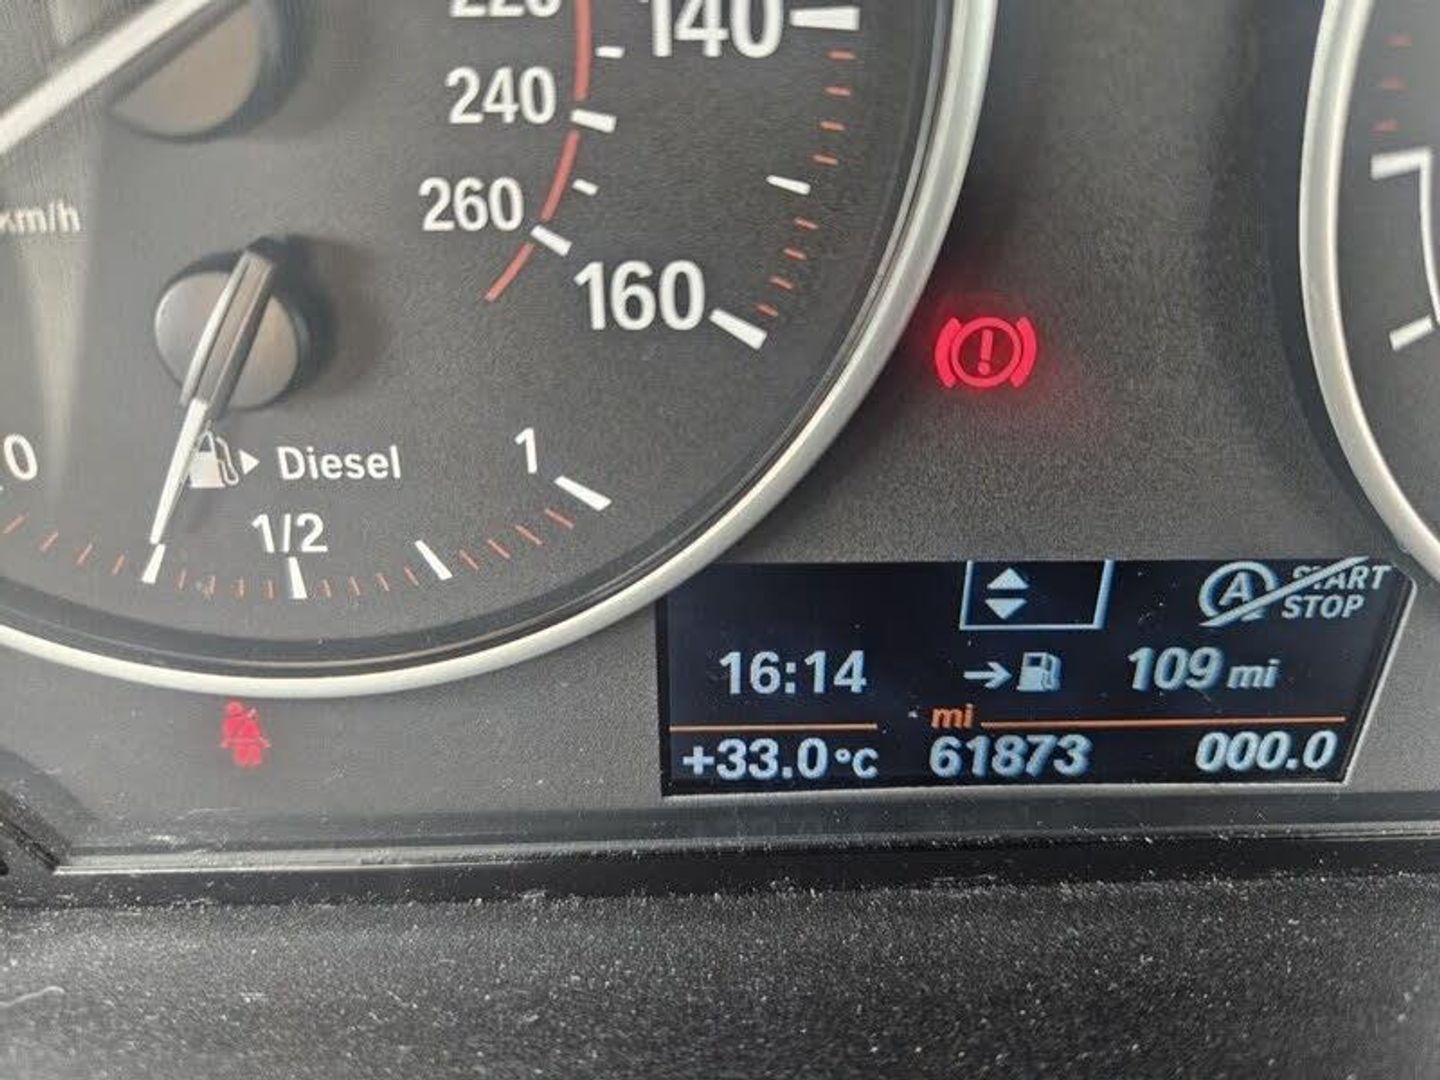 220
140
240
260
km/h
160
0
Diesel
1
1/2
A START
STOP
16:14
109 mi
mi
+33.0°C
61873
000.0